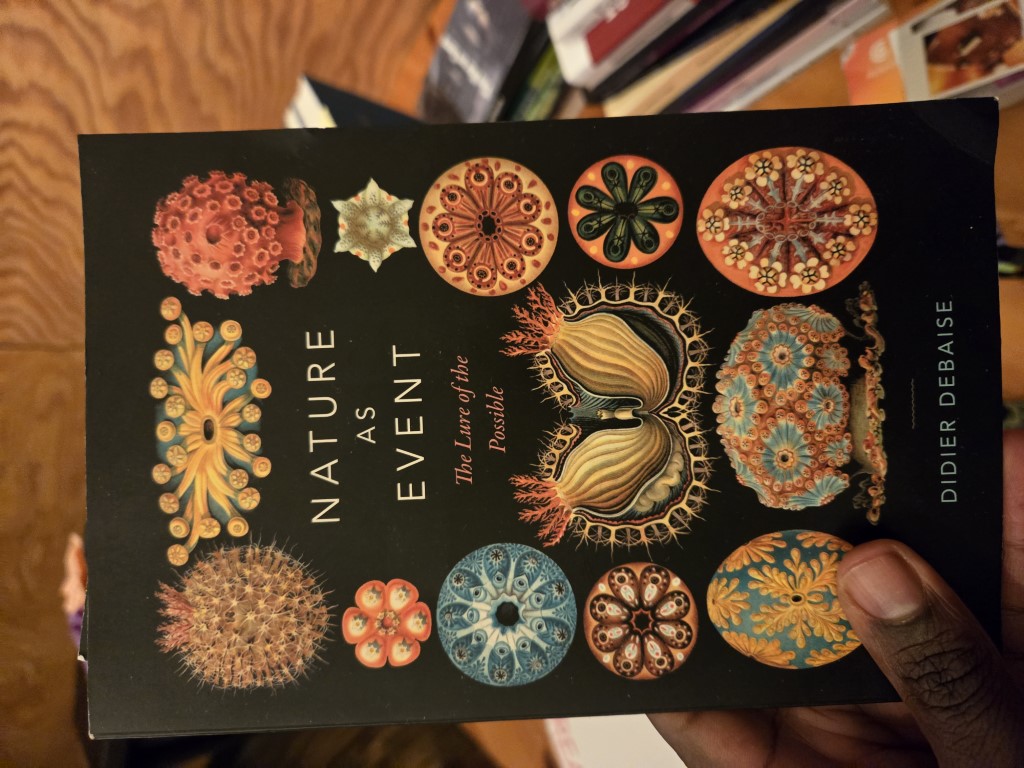 NATURE
AS
EVENT
The Lure of the
Possible
DIDIER DEBAISE